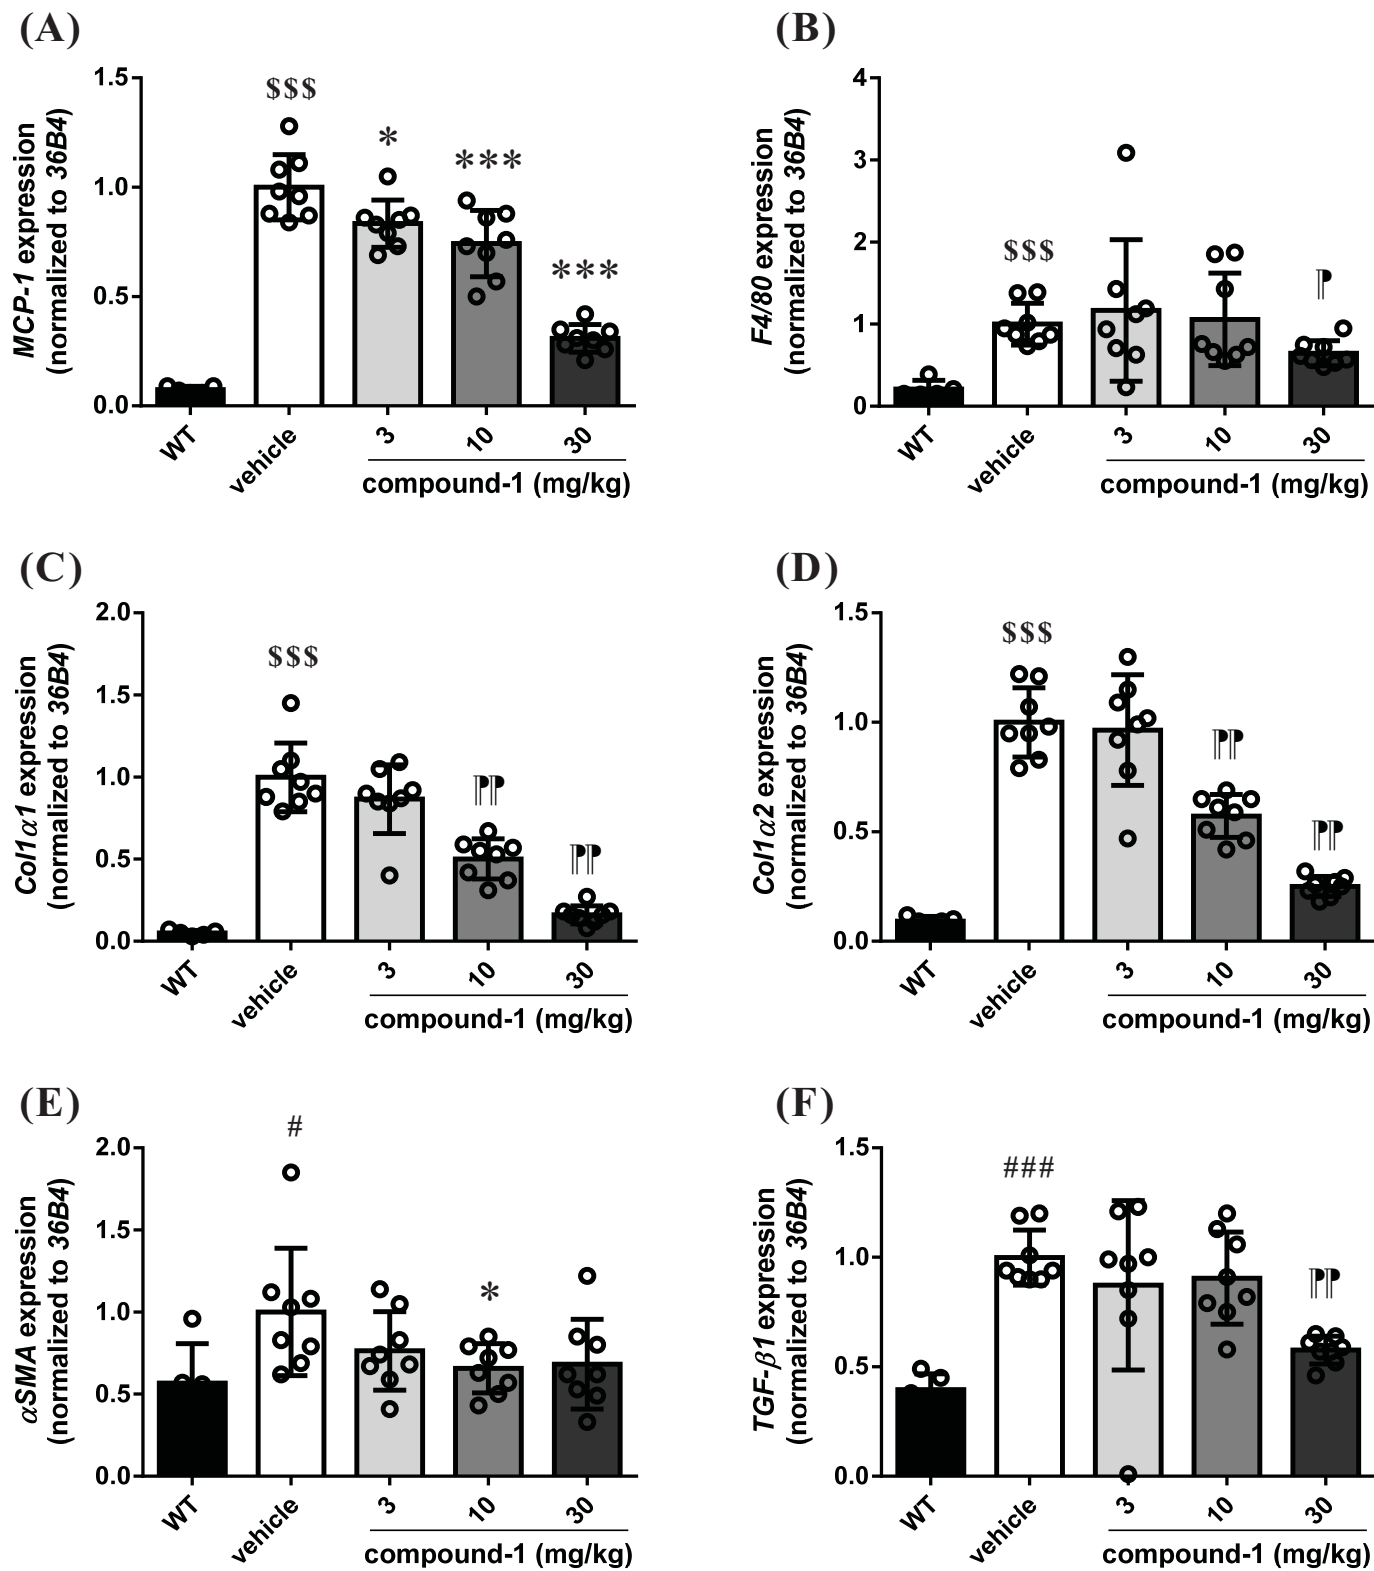 (A)
MCP-1 expression
(normalized to 36B4)
1.5
1.0
0.5
0.0
$$$
*
***
***
WT
vehicle
3
10
30
compound-1 (mg/kg)
(B)
F4/80 expression
(normalized to 36B4)
4
3
2
1
0
$$$
⁋
WT
vehicle
3
10
30
compound-1 (mg/kg)
(C)
Col1α1 expression
(normalized to 36B4)
2.0
1.5
1.0
0.5
0.0
$$$
⁋⁋
⁋⁋
WT
vehicle
3
10
30
compound-1 (mg/kg)
(D)
Col1α2 expression
(normalized to 36B4)
1.5
1.0
0.5
0.0
$$$
⁋⁋
⁋⁋
WT
vehicle
3
10
30
compound-1 (mg/kg)
(E)
αSMA expression
(normalized to 36B4)
2.0
1.5
1.0
0.5
0.0
#
*
WT
vehicle
3
10
30
compound-1 (mg/kg)
(F)
TGF-β1 expression
(normalized to 36B4)
1.5
1.0
0.5
0.0
###
⁋⁋
WT
vehicle
3
10
30
compound-1 (mg/kg)